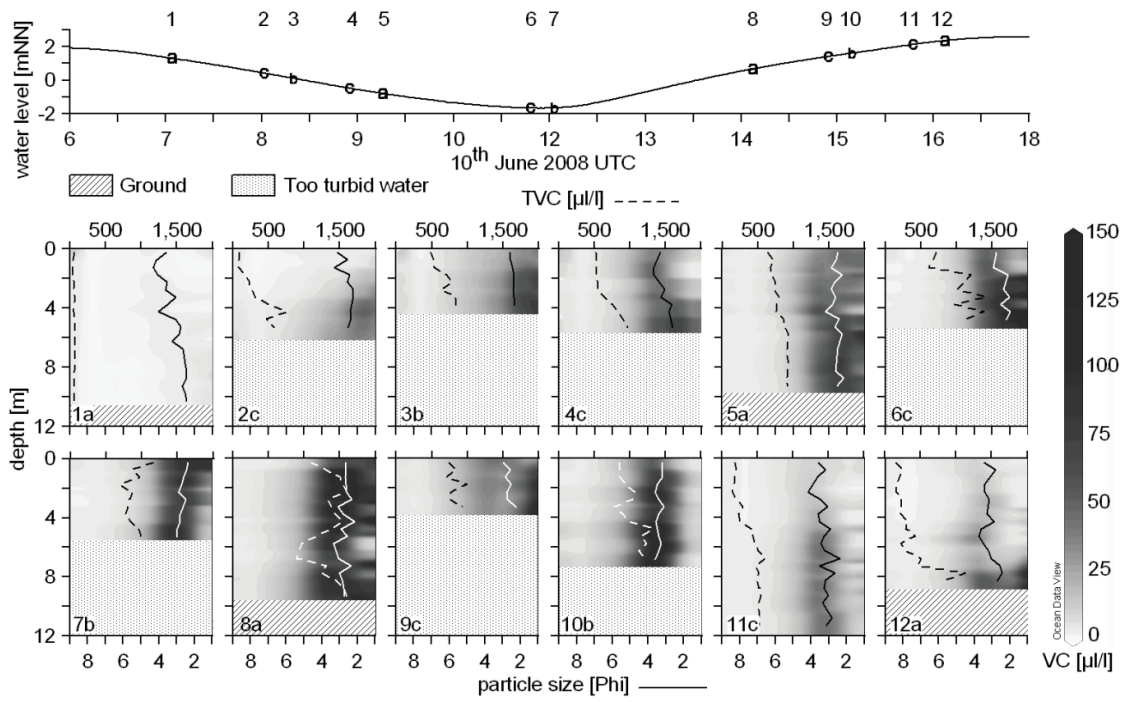 1 2 3 4 5 6 7 8 9 10 11 12
water level [mNN]
2
0
-2
a c b c a c b a c b c a
6 7 8 9 10 11 12 13 14 15 16 17 18
10th June 2008 UTC
Ground
Too turbid water
TVC [µl/l]
500 1,500 500 1,500 500 1,500 500 1,500 500 1,500 500 1,500
depth [m]
0
4
8
12
1a 2c 3b 4c 5a 6c
0
4
8
12
7b 8a 9c 10b 11c 12a
8 6 4 2 8 6 4 2 8 6 4 2 8 6 4 2 8 6 4 2 8 6 4 2
particle size [Phi]
150
125
100
75
50
25
0
Ocean Data View
VC [µl/l]